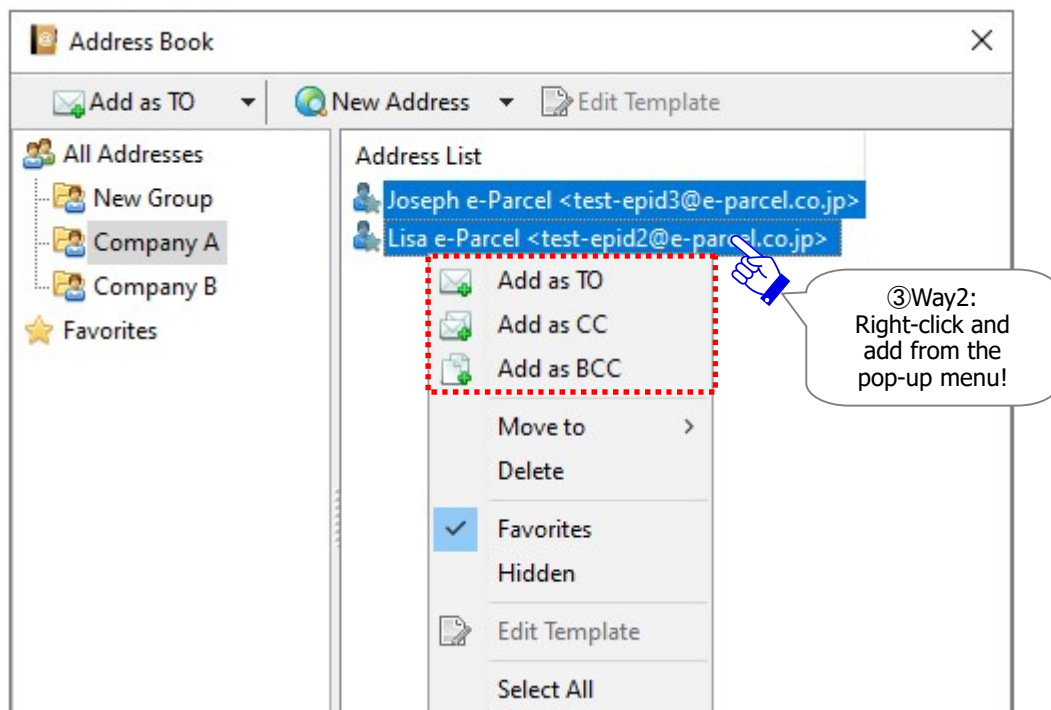 Address Book
Add as TO
New Address
Edit Template
All Addresses
New Group
Company A
Company B
Favorites
Address List
Joseph e-Parcel <test-epid3@e-parcel.co.jp>
Lisa e-Parcel <test-epid2@e-parcel.co.jp>
Add as TO
Add as CC
Add as BCC
Move to
Delete
Favorites
Hidden
Edit Template
Select All
③Way2:
Right-click and
add from the
pop-up menu!